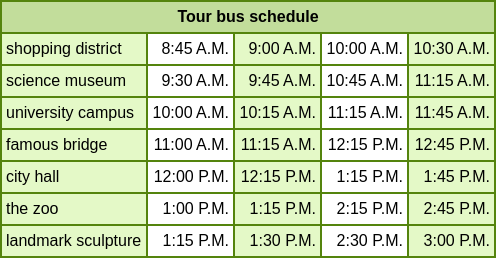 Tour bus schedule
shopping district 8:45 A.M. 9:00 A.M. 10:00 A.M. 10:30 A.M.
science museum 9:30 A.M. 9:45 A.M. 10:45 A.M. 11:15 A.M.
university campus 10:00 A.M. 10:15 A.M. 11:15 A.M. 11:45 A.M.
famous bridge 11:00 A.M. 11:15 A.M. 12:15 P.M. 12:45 P.M.
city hall 12:00 P.M. 12:15 P.M. 1:15 P.M. 1:45 P.M.
the zoo 1:00 P.M. 1:15 P.M. 2:15 P.M. 2:45 P.M.
landmark sculpture 1:15 P.M. 1:30 P.M. 2:30 P.M. 3:00 P.M.